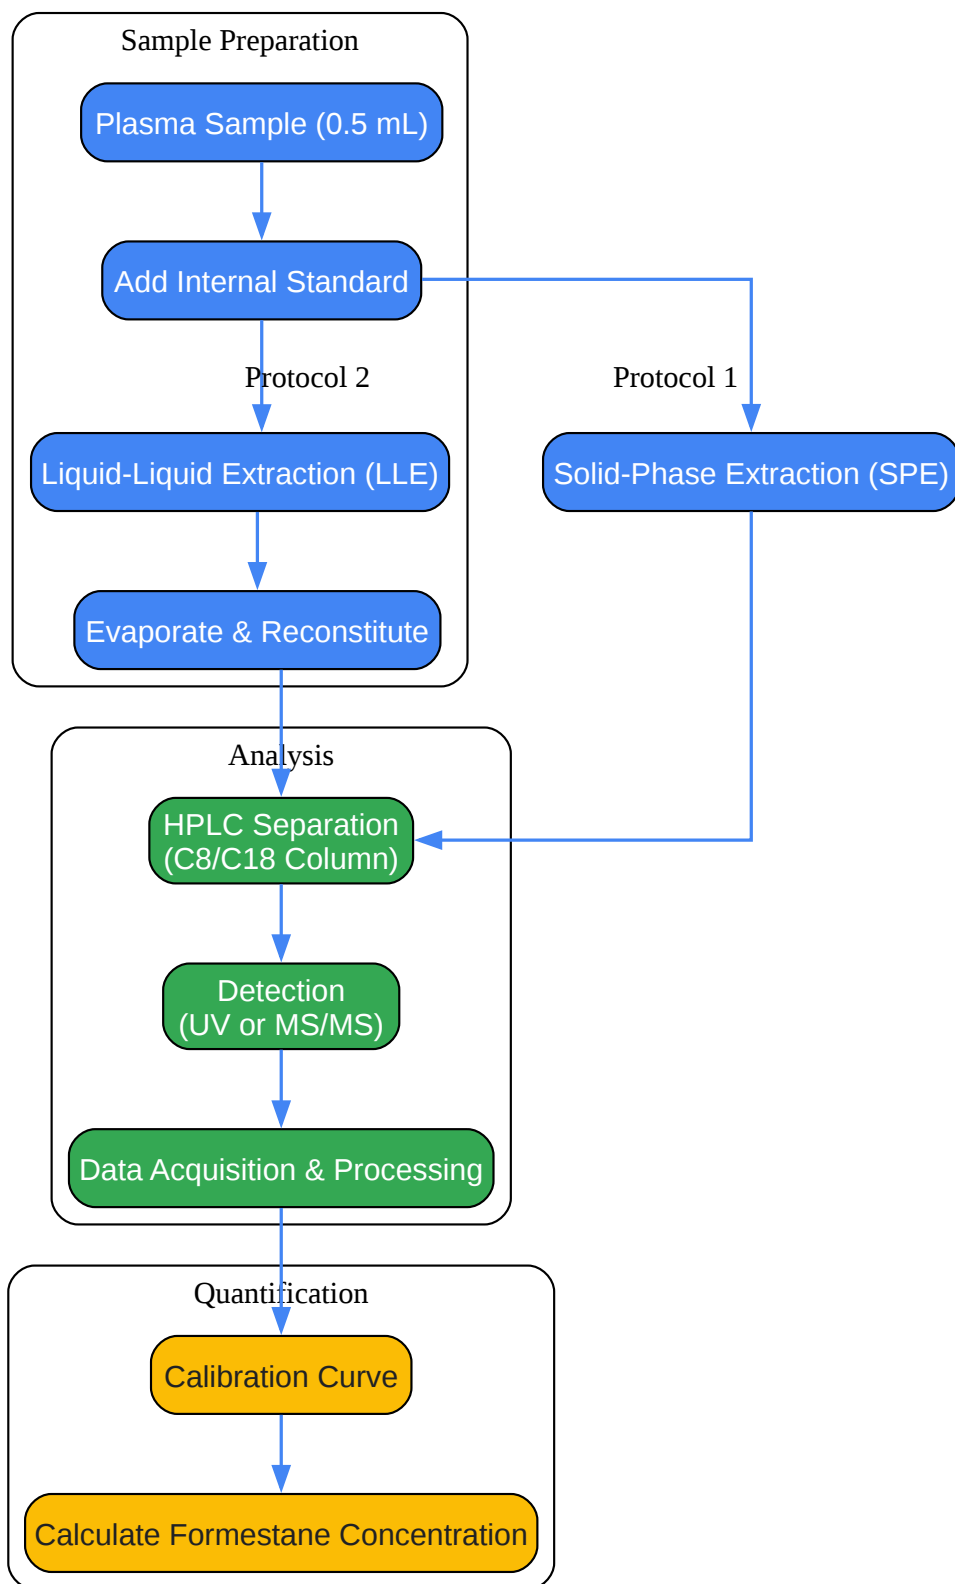 Sample Preparation
Plasma Sample (0.5 mL)
Add Internal Standard
Protocol 2
Protocol 1
Liquid-Liquid Extraction (LLE)
Solid-Phase Extraction (SPE)
Evaporate & Reconstitute
Analysis
HPLC Separation
(C8/C18 Column)
Detection
(UV or MS/MS)
Data Acquisition & Processing
Quantification
Calibration Curve
Calculate Formestane Concentration